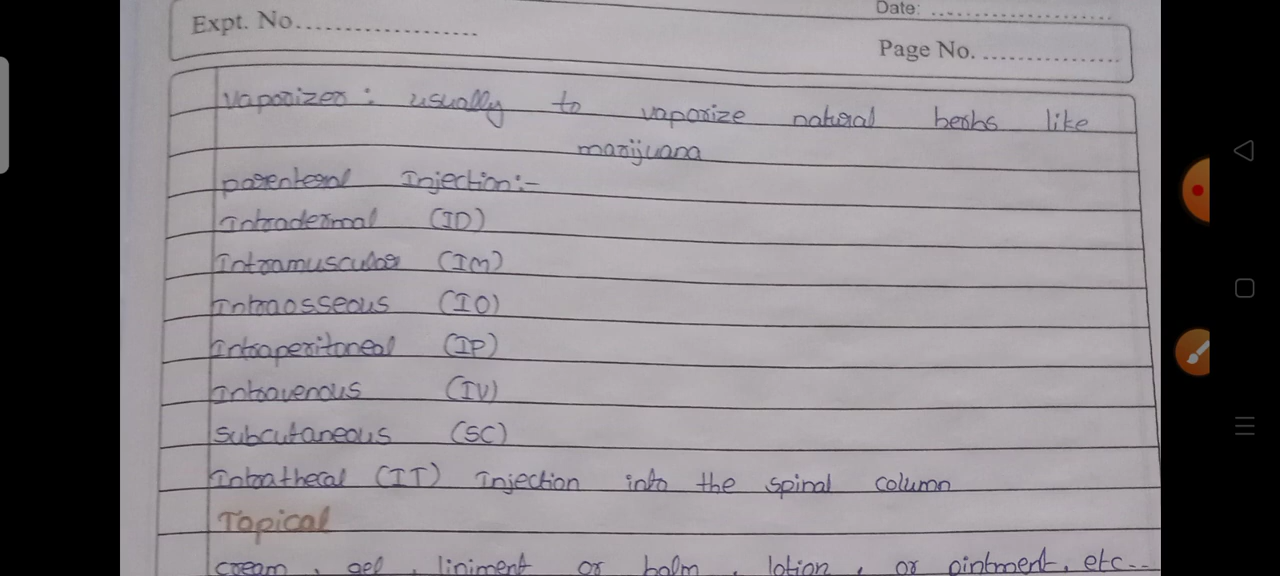 Date: ........................
Expt. No...................
Page No. ..................
Vaporizer : usually to vaporize natural herbs like
marijuana
parenteral Injection:-
Intradermal (ID)
Intramuscular (IM)
Intraosseous (IO)
Intraperitoneal (IP)
Intravenous (IV)
Subcutaneous (SC)
Intrathecal (IT) Injection into the spinal column
Topical
cream, gel, liniment or balm, lotion, or ointment, etc--